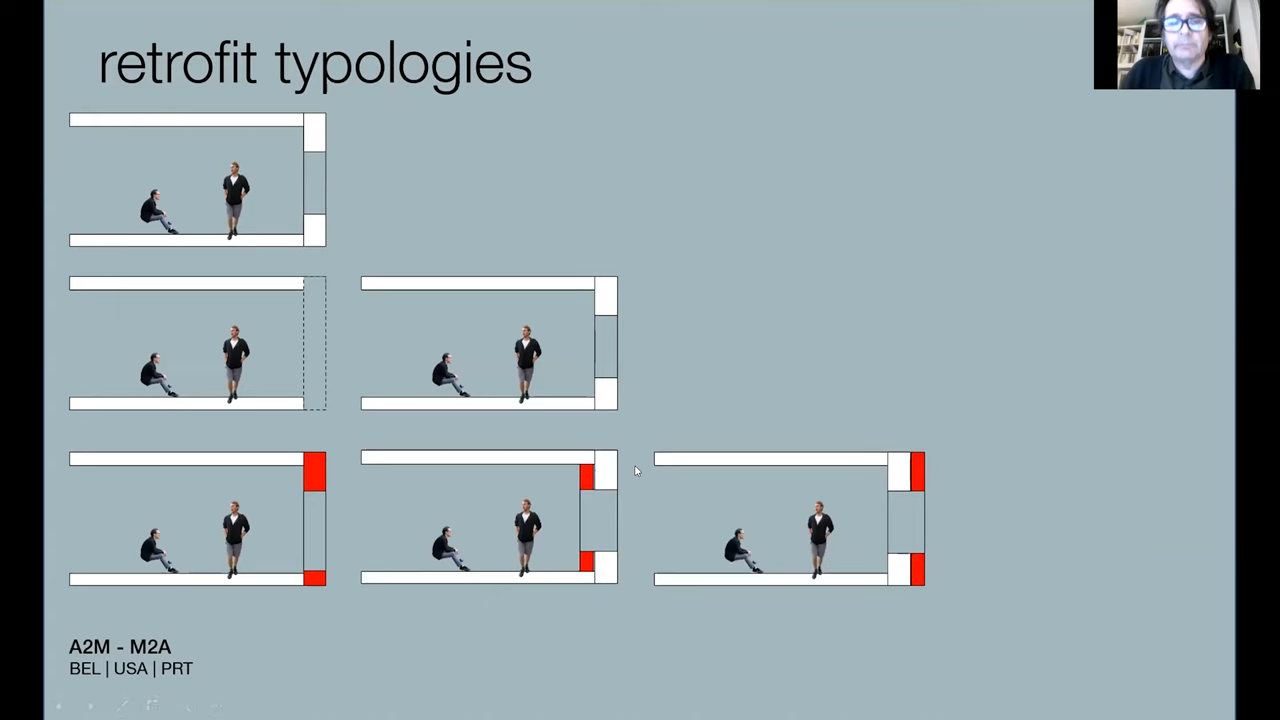 retrofit typologies
A2M - M2A
BEL | USA | PRT